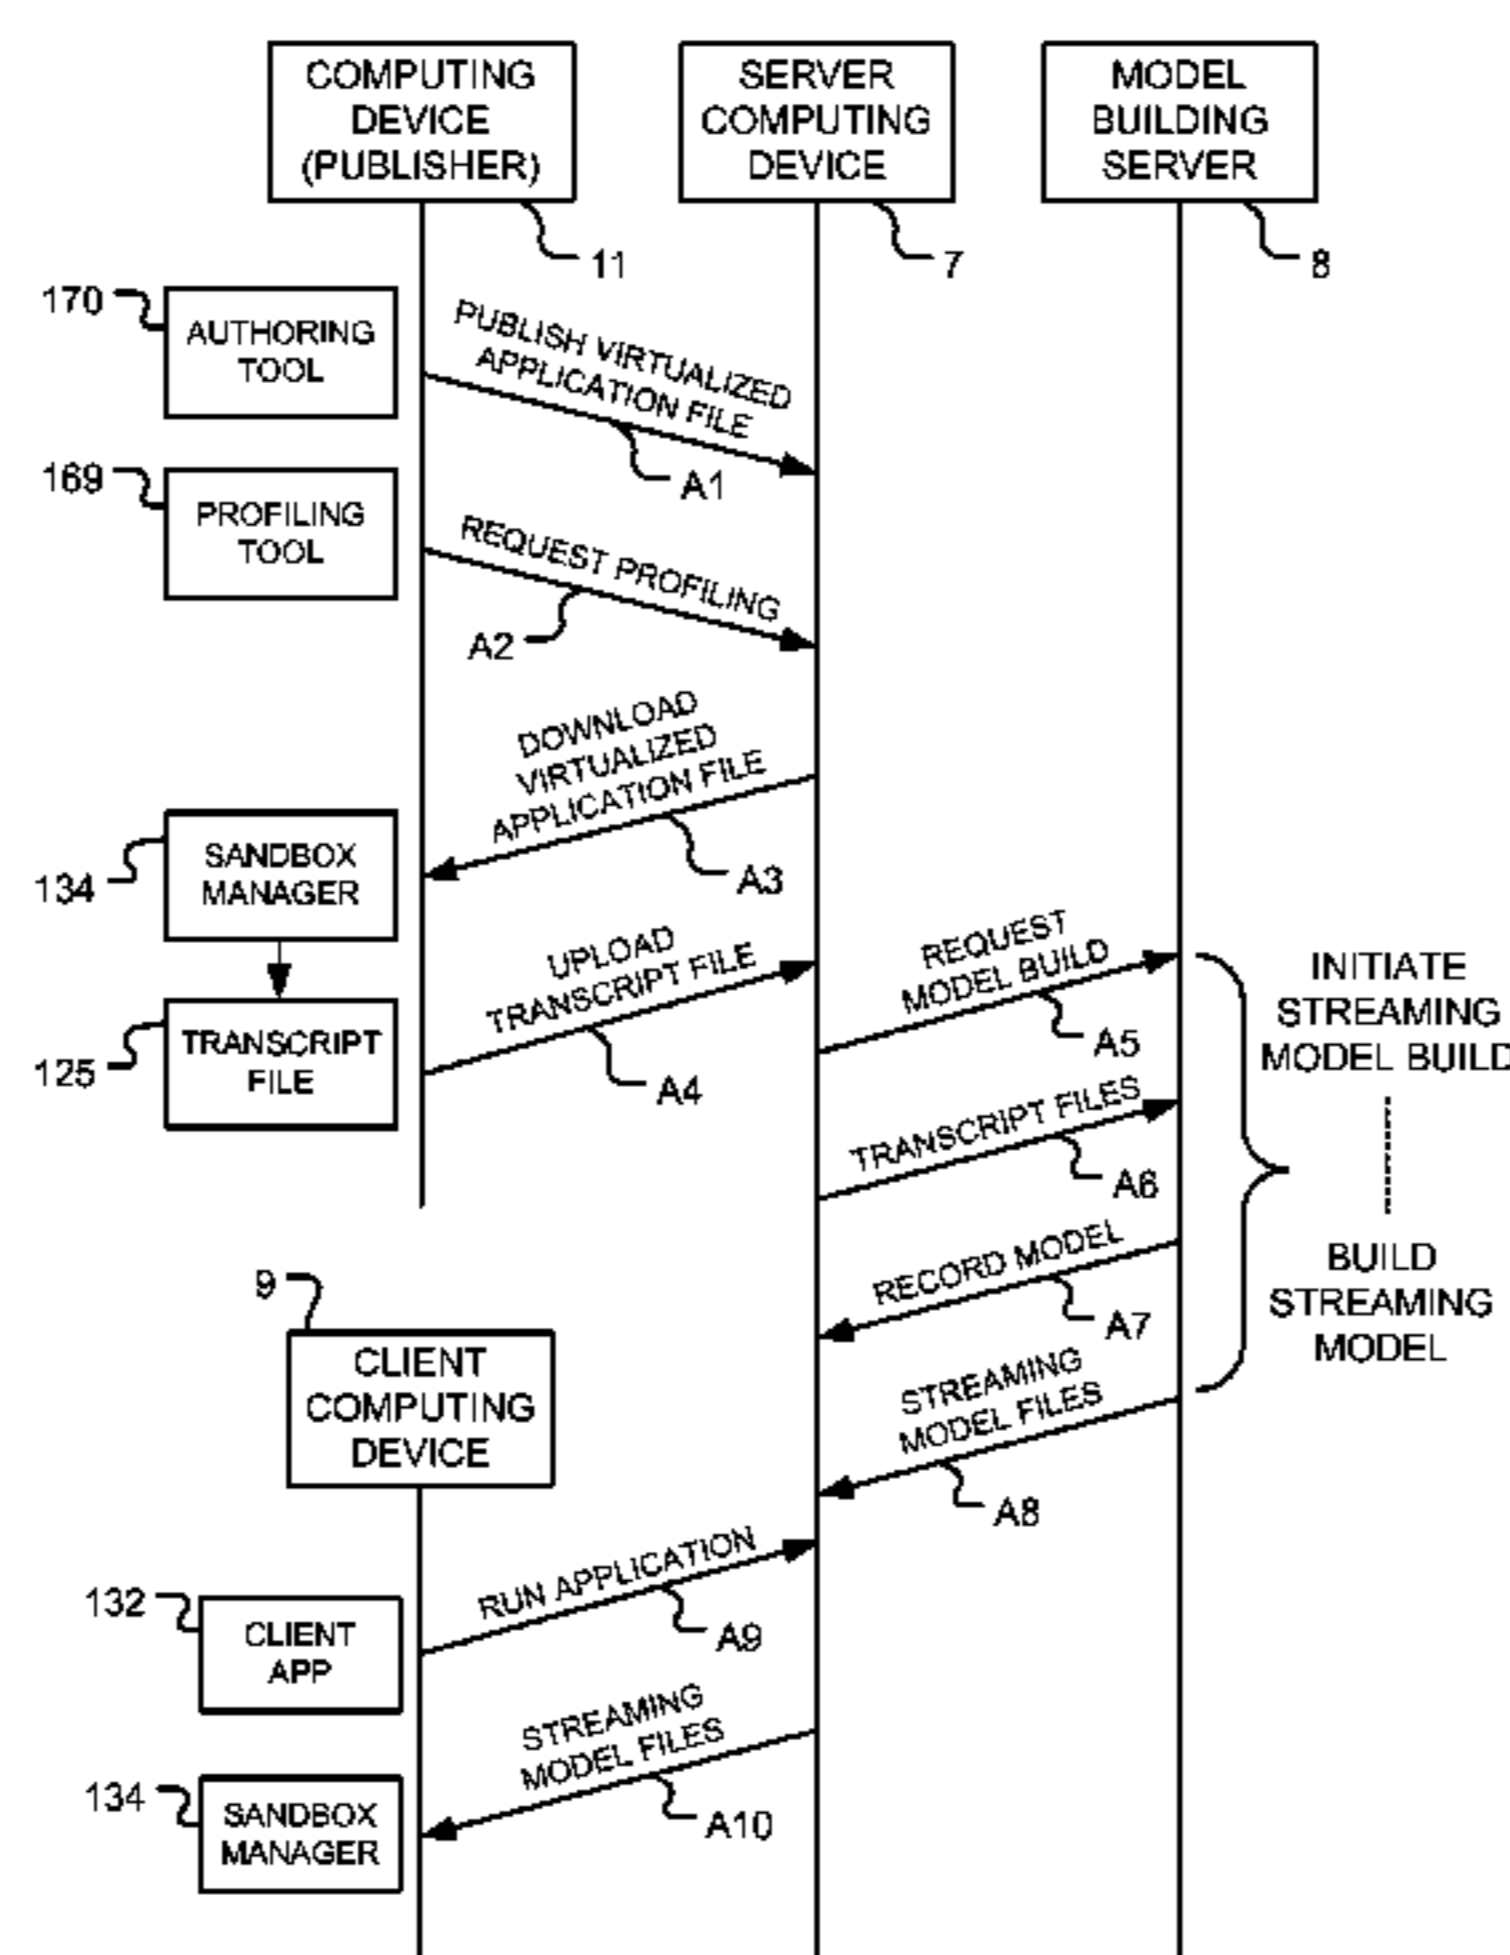 COMPUTING
DEVICE
(PUBLISHER)
SERVER
COMPUTING
DEVICE
MODEL
BUILDING
SERVER
11
7
8
170
AUTHORING
TOOL
PUBLISH VIRTUALIZED
APPLICATION FILE
A1
169
PROFILING
TOOL
REQUEST PROFILING
A2
DOWNLOAD
VIRTUALIZED
APPLICATION FILE
A3
134
SANDBOX
MANAGER
UPLOAD
TRANSCRIPT FILE
A4
125
TRANSCRIPT
FILE
REQUEST
MODEL BUILD
A5
INITIATE
STREAMING
MODEL BUILD
TRANSCRIPT FILES
A6
RECORD MODEL
A7
BUILD
STREAMING
MODEL
STREAMING
MODEL FILES
A8
9
CLIENT
COMPUTING
DEVICE
RUN APPLICATION
A9
132
CLIENT
APP
STREAMING
MODEL FILES
A10
134
SANDBOX
MANAGER